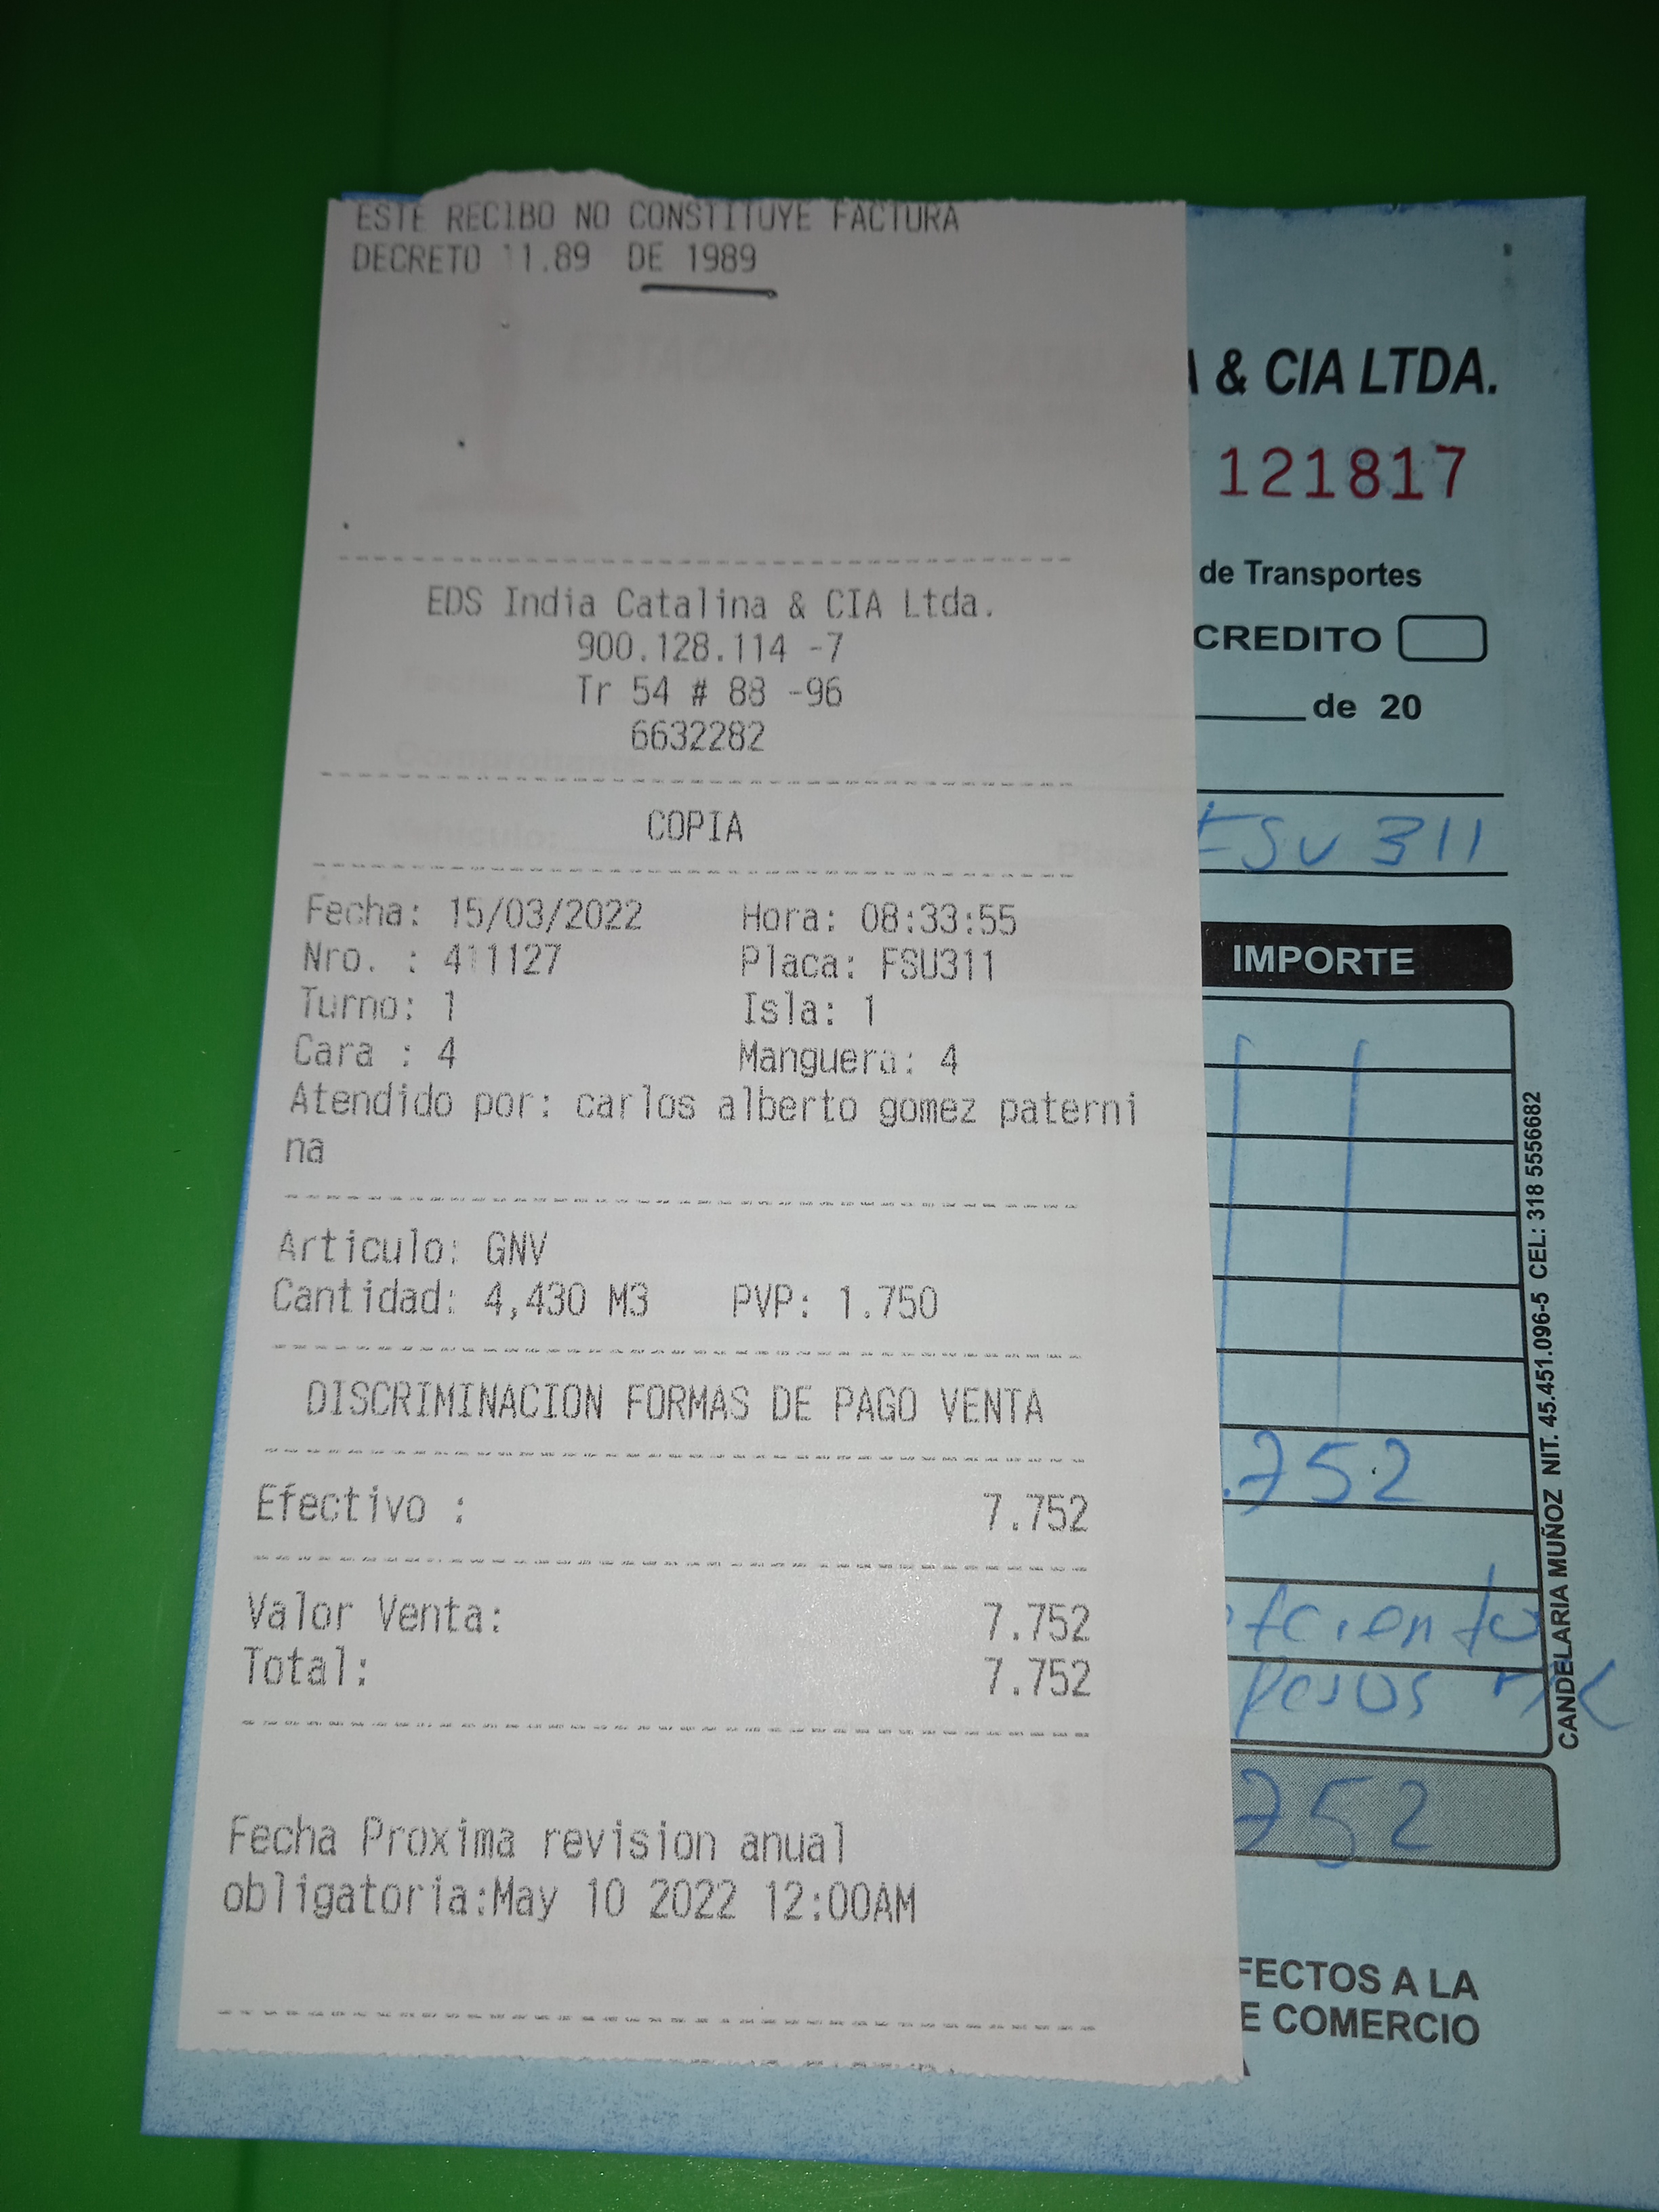 ESTE RECIBO NO CONSTITUYE FACTURA
DECRETO 11.89 DE 1989
EDS India Catalina & CIA Ltda.
900.128.114 -7
Tr 54 # 88 -96
6632282
COPIA
Fecha: 15/03/2022 Hora: 08:33:55
Nro. : 411127 Placa: FSU311
Turno: 1 Isla: 1
Cara : 4 Manguera: 4
Atendido por: carlos alberto gomez paterni
na
Articulo: GNV
Cantidad: 4,430 M3 PVP: 1.750
DISCRIMINACION FORMAS DE PAGO VENTA
Efectivo : 7.752
Valor Venta: 7.752
Total: 7.752
Fecha Proxima revision anual
obligatoria:May 10 2022 12:00AM
& CIA LTDA.
121817
de Transportes
CREDITO
de 20
FSU 311
IMPORTE
.752
pesos
752
FECTOS A LA
E COMERCIO
CANDELARIA MUÑOZ NIT. 45.451.096-5 CEL: 318 5556682